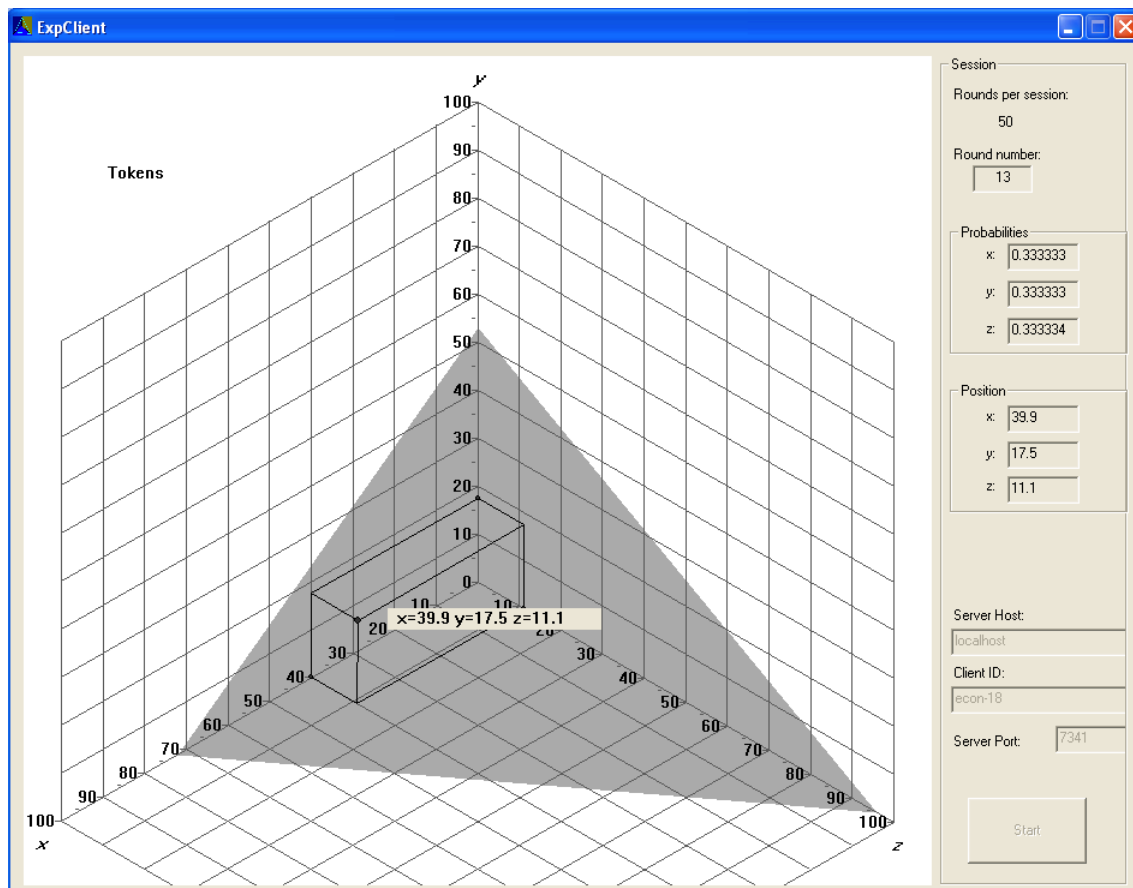 ExpClient
Tokens
y
100
90
80
70
60
50
40
30
20
10
0
10
20
30
40
50
60
70
80
90
100
x
10
20
30
40
50
60
70
80
90
100
z
x=39.9 y=17.5 z=11.1
Session
Rounds per session:
50
Round number:
13
Probabilities
x: 0.333333
y: 0.333333
z: 0.333334
Position
x: 39.9
y: 17.5
z: 11.1
Server Host:
localhost
Client ID:
econ-18
Server Port: 7341
Start